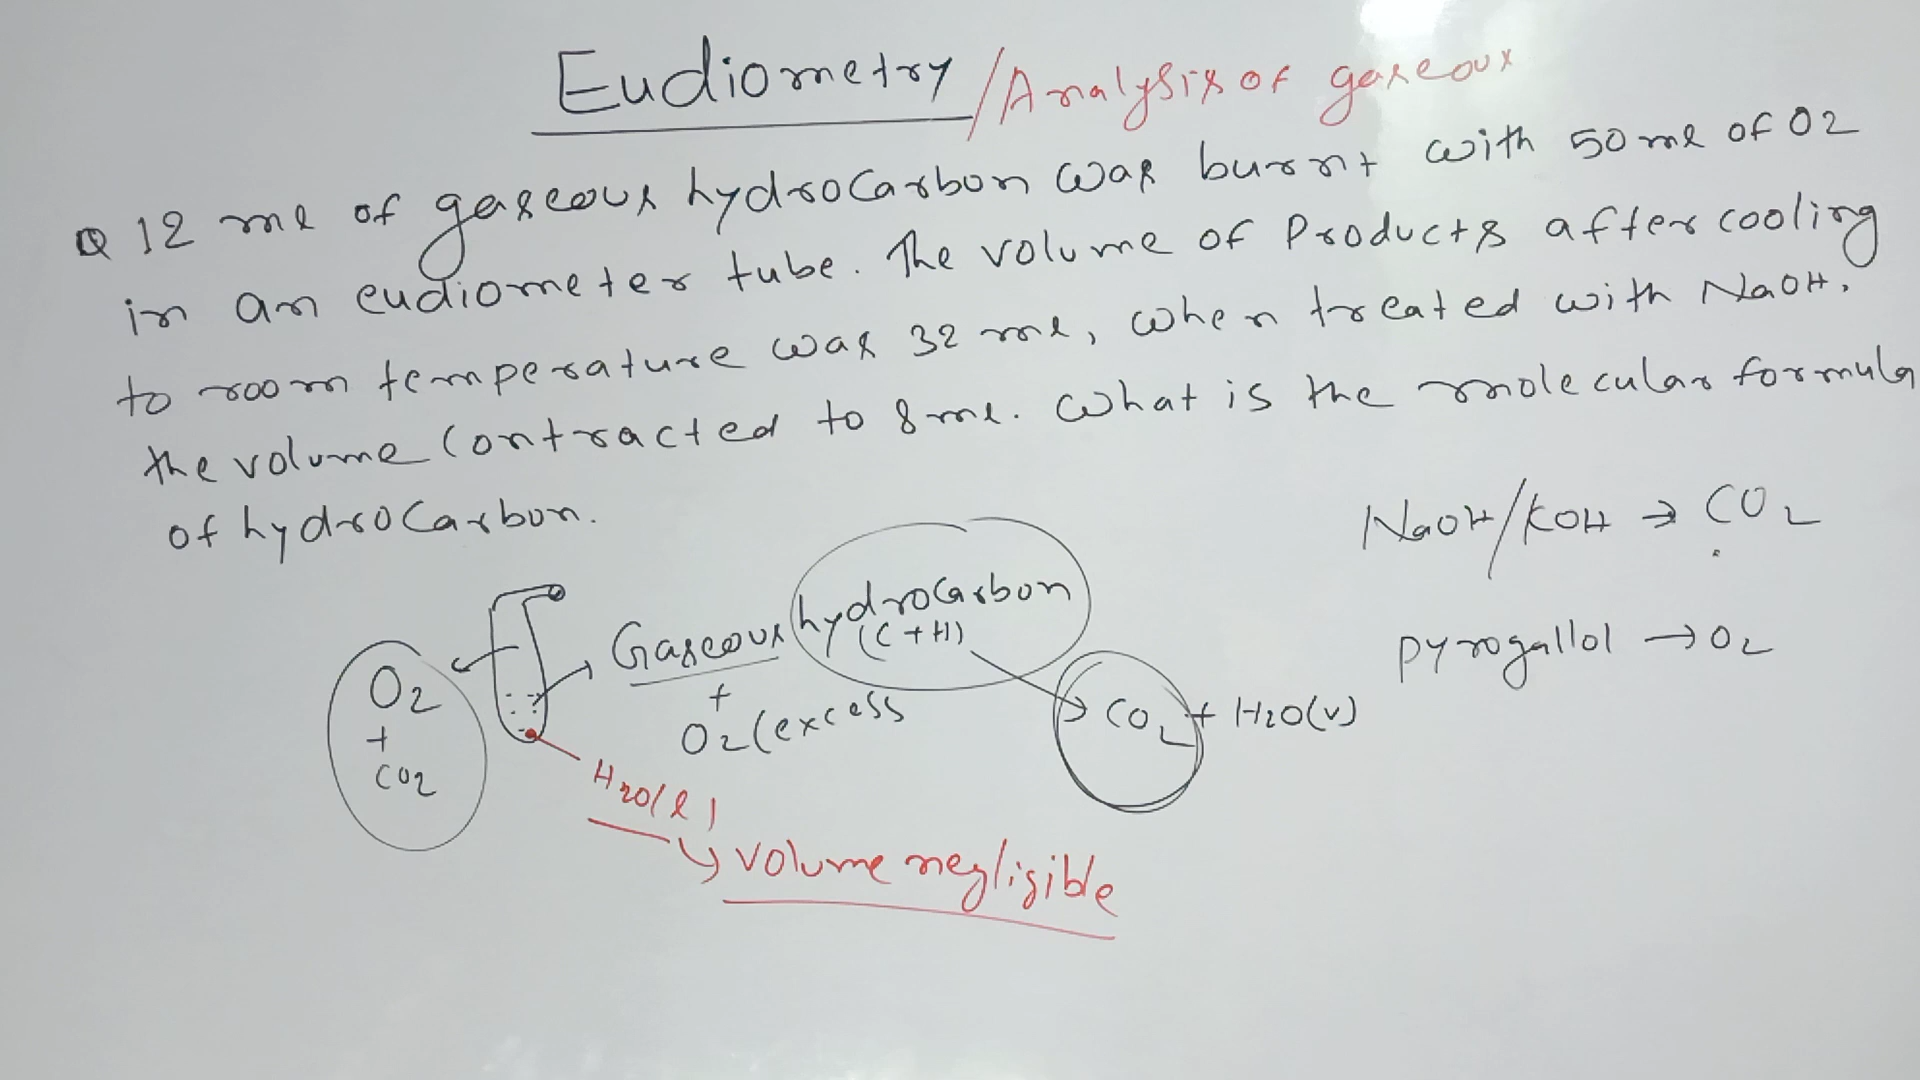 Eudiometry/Analysis of gaseous
Q 12 ml of gaseous hydrocarbon was burnt with 50 ml of O2
in an eudiometer tube. The volume of Products after cooling
to room temperature was 32 ml, when treated with NaOH.
the volume contracted to 8 ml. What is the molecular formula
of hydrocarbon.
NaOH/KOH → CO2
Gaseous hydrocarbon
(C+H)
Pyrogallol → O2
O2
+
CO2
+
O2(excess
CO2 + H2O(v)
H2O(l)
volume negligible